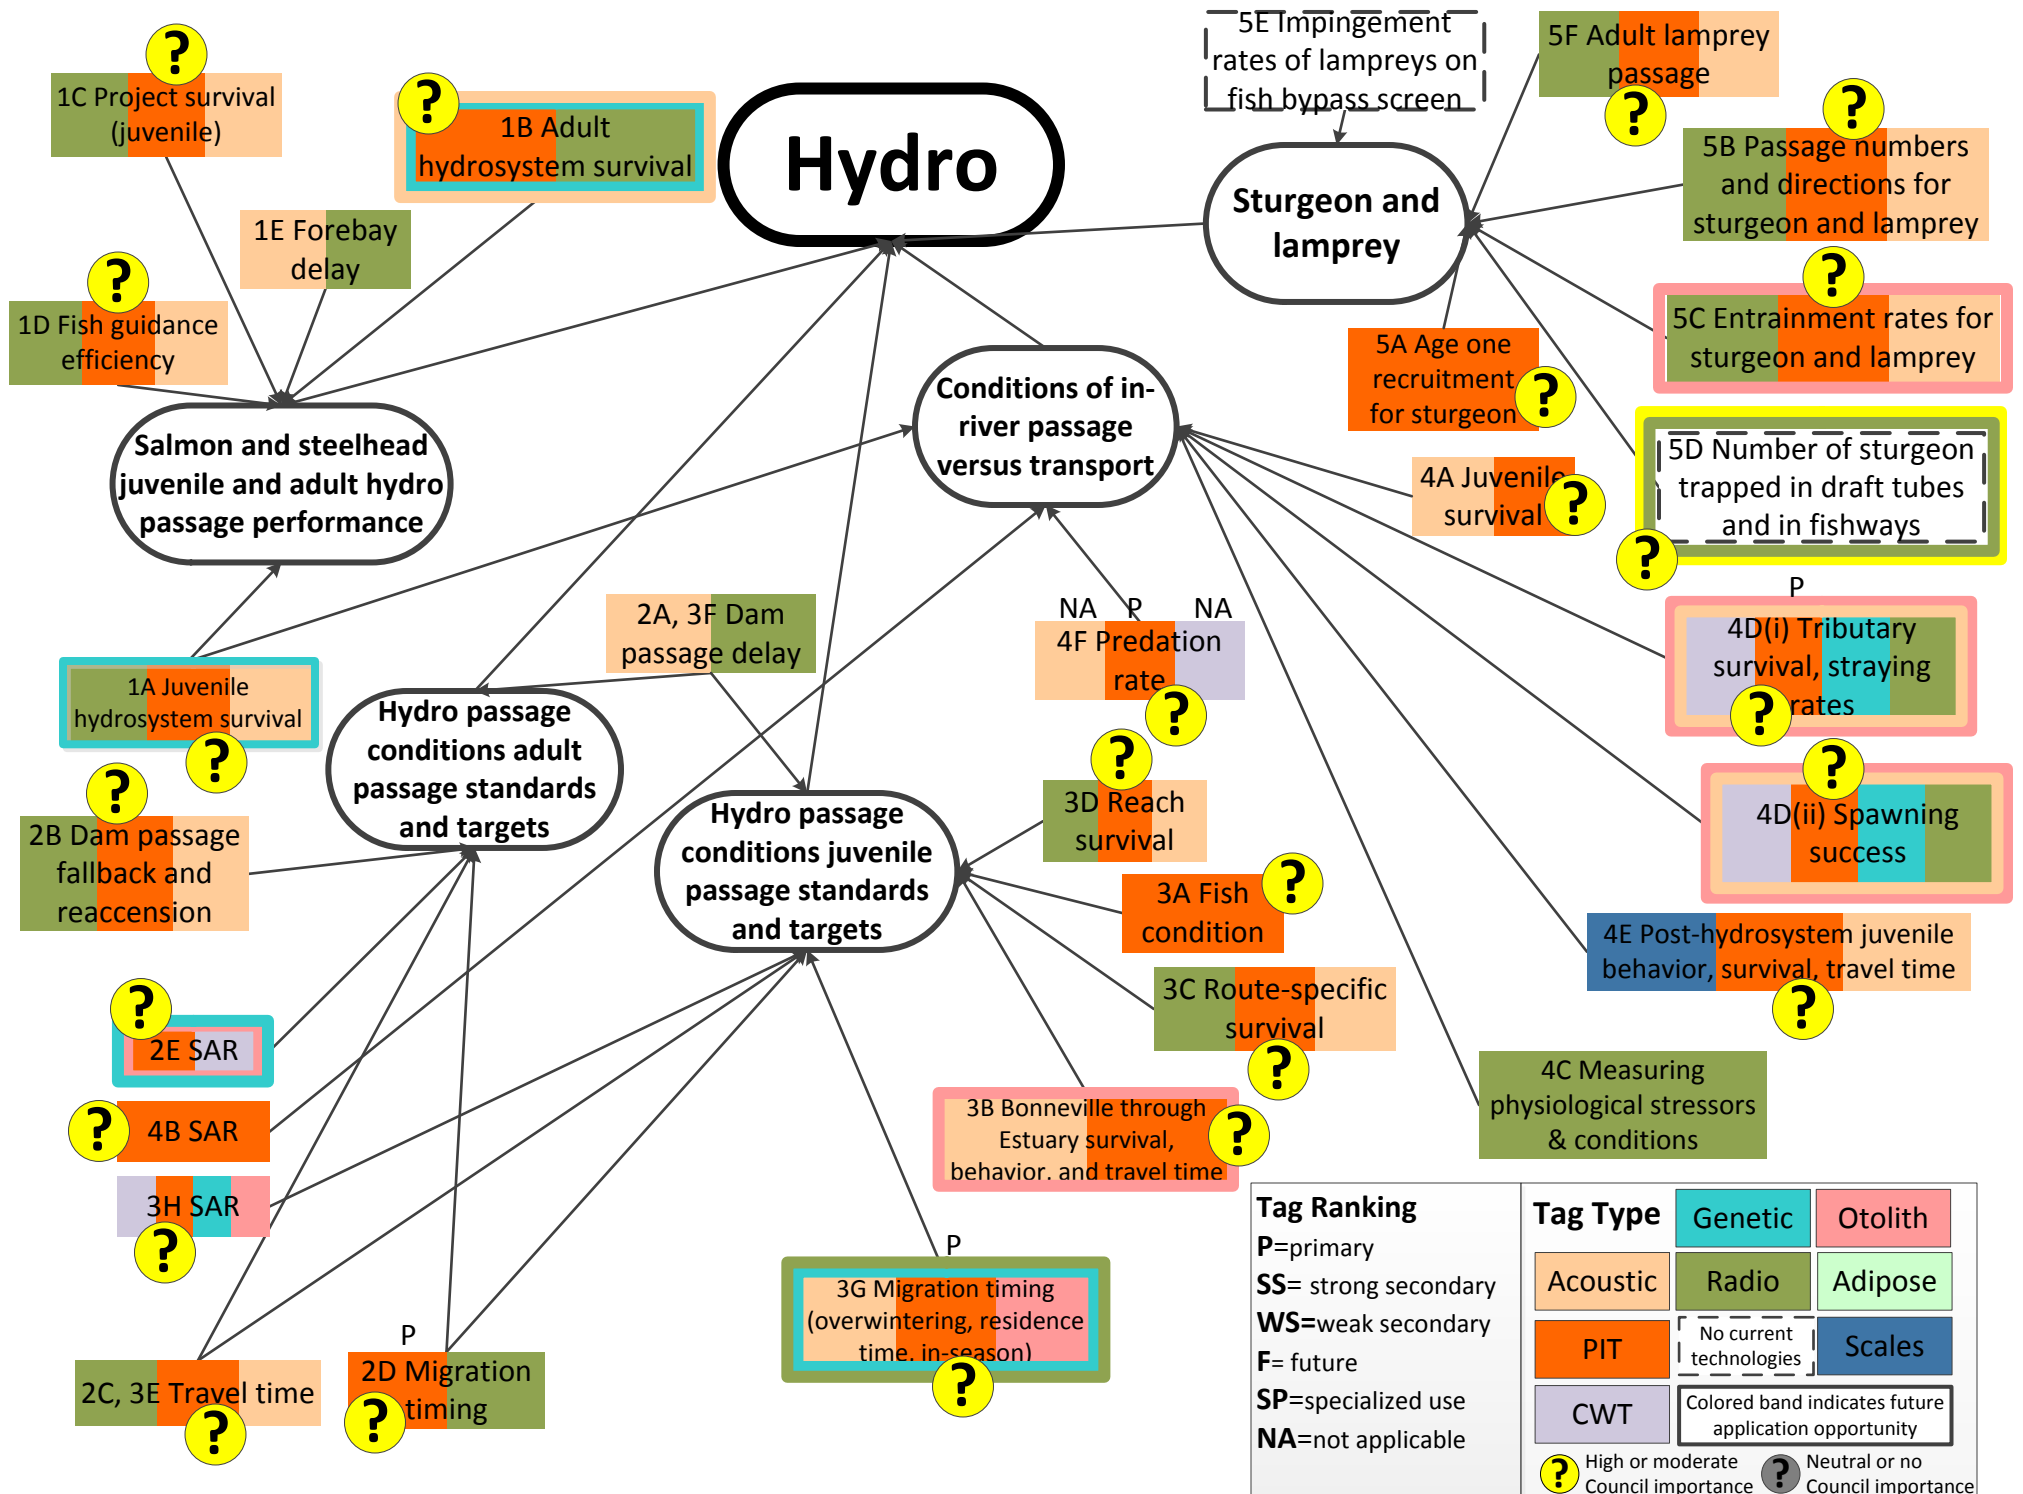 ?
1C Project survival
(juvenile)
?
1B Adult
hydrosystem survival
Hydro
5E Impingement
rates of lampreys on
fish bypass screen
5F Adult lamprey
passage
?
?
5B Passage numbers
and directions for
sturgeon and lamprey
Sturgeon and
lamprey
1E Forebay
delay
?
1D Fish guidance
efficiency
?
5C Entrainment rates for
sturgeon and lamprey
5A Age one
recruitment
for sturgeon
?
Conditions of in-
river passage
versus transport
Salmon and steelhead
juvenile and adult hydro
passage performance
5D Number of sturgeon
trapped in draft tubes
and in fishways
?
4A Juvenile
survival
?
2A, 3F Dam
passage delay
NA P NA
4F Predation
rate
?
P
4D(i) Tributary
survival, straying
rates
?
1A Juvenile
hydrosystem survival
?
Hydro passage
conditions adult
passage standards
and targets
?
2B Dam passage
fallback and
reaccension
?
3D Reach
survival
?
4D(ii) Spawning
success
Hydro passage
conditions juvenile
passage standards
and targets
3A Fish
condition
?
4E Post-hydrosystem juvenile
behavior, survival, travel time
?
3C Route-specific
survival
?
?
2E SAR
?
4B SAR
3H SAR
?
3B Bonneville through
Estuary survival,
behavior, and travel time
?
4C Measuring
physiological stressors
& conditions
P
3G Migration timing
(overwintering, residence
time, in-season)
?
2C, 3E Travel time
?
P
2D Migration
timing
?
Tag Ranking
P=primary
SS= strong secondary
WS=weak secondary
F= future
SP=specialized use
NA=not applicable
Tag Type
Genetic
Otolith
Acoustic
Radio
Adipose
PIT
No current
technologies
Scales
CWT
Colored band indicates future
application opportunity
?
High or moderate
Council importance
?
Neutral or no
Council importance